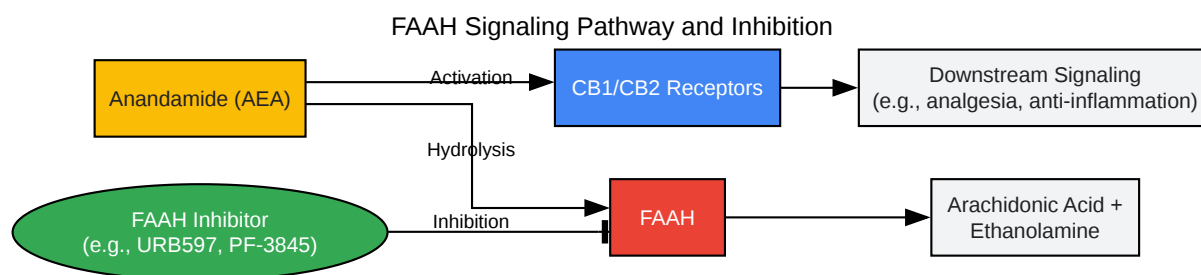 FAAH Signaling Pathway and Inhibition
Anandamide (AEA)
Activation
CB1/CB2 Receptors
Downstream Signaling
(e.g., analgesia, anti-inflammation)
Hydrolysis
FAAH Inhibitor
(e.g., URB597, PF-3845)
Inhibition
FAAH
Arachidonic Acid +
Ethanolamine